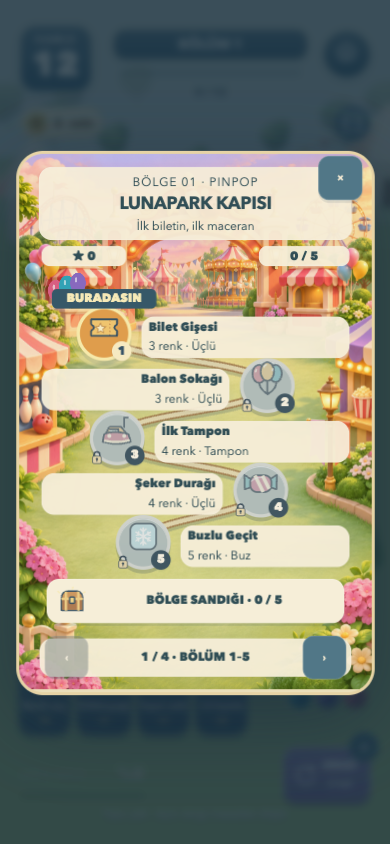 12
BÖLGE 01 · PINPOP
×
LUNAPARK KAPISI
İlk biletin, ilk maceran
★ 0
0 / 5
BURADASIN
Bilet Gişesi
3 renk · Üçlü
1
Balon Sokağı
3 renk · Üçlü
2
İlk Tampon
4 renk · Tampon
3
Şeker Durağı
4 renk · Üçlü
4
Buzlu Geçit
5 renk · Buz
5
BÖLGE SANDIĞI · 0 / 5
‹
1 / 4 · BÖLÜM 1-5
›